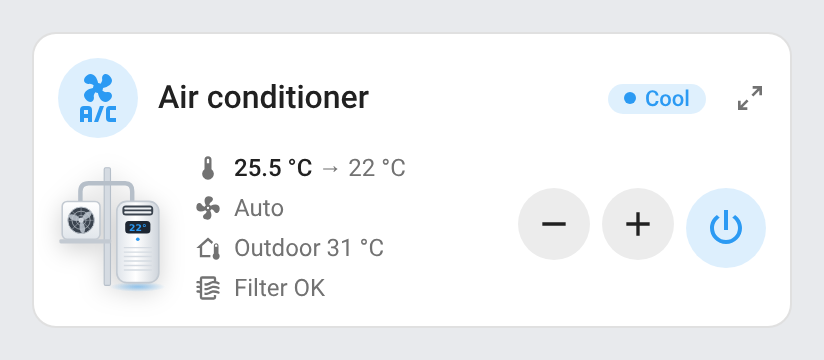 A/C
Air conditioner
Cool
25.5 °C → 22 °C
Auto
22°
Outdoor 31 °C
Filter OK